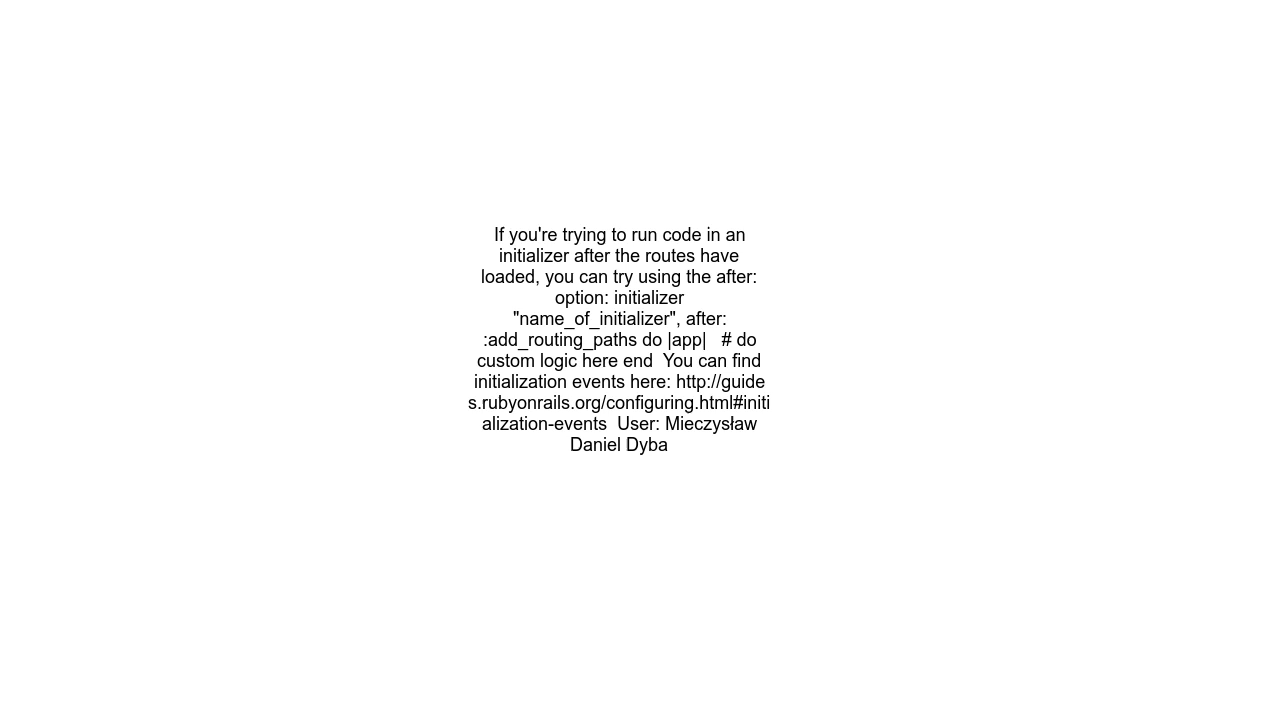 If you're trying to run code in an
initializer after the routes have
loaded, you can try using the after:
option: initializer
"name_of_initializer", after:
:add_routing_paths do |app|   # do
custom logic here end  You can find
initialization events here: http://guide
s.rubyonrails.org/configuring.html#initi
alization-events  User: Mieczysław
Daniel Dyba